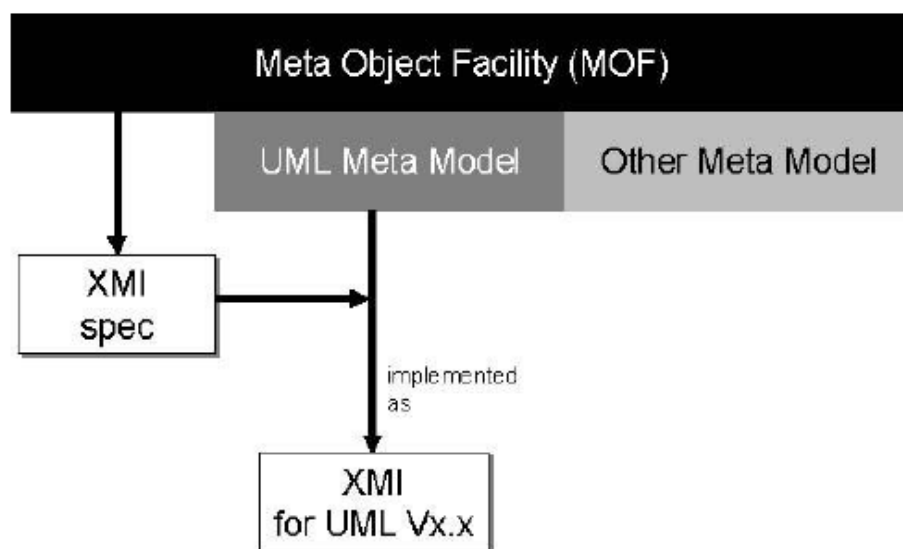 Meta Object Facility (MOF)
UML Meta Model
Other Meta Model
XMI
spec
implemented
as
XMI
for UML Vx.x